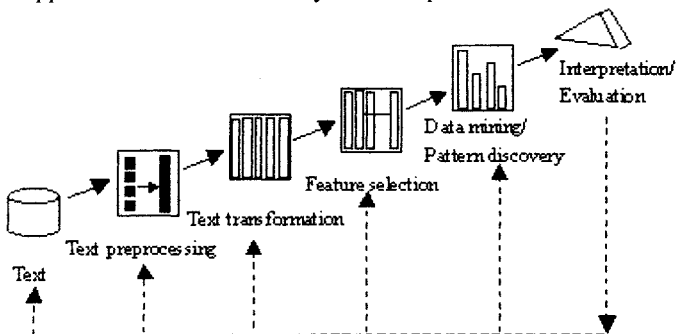 Interpretation/
Evaluation
Data mining/
Pattern discovery
Feature selection
Text transformation
Text preprocessing
Text